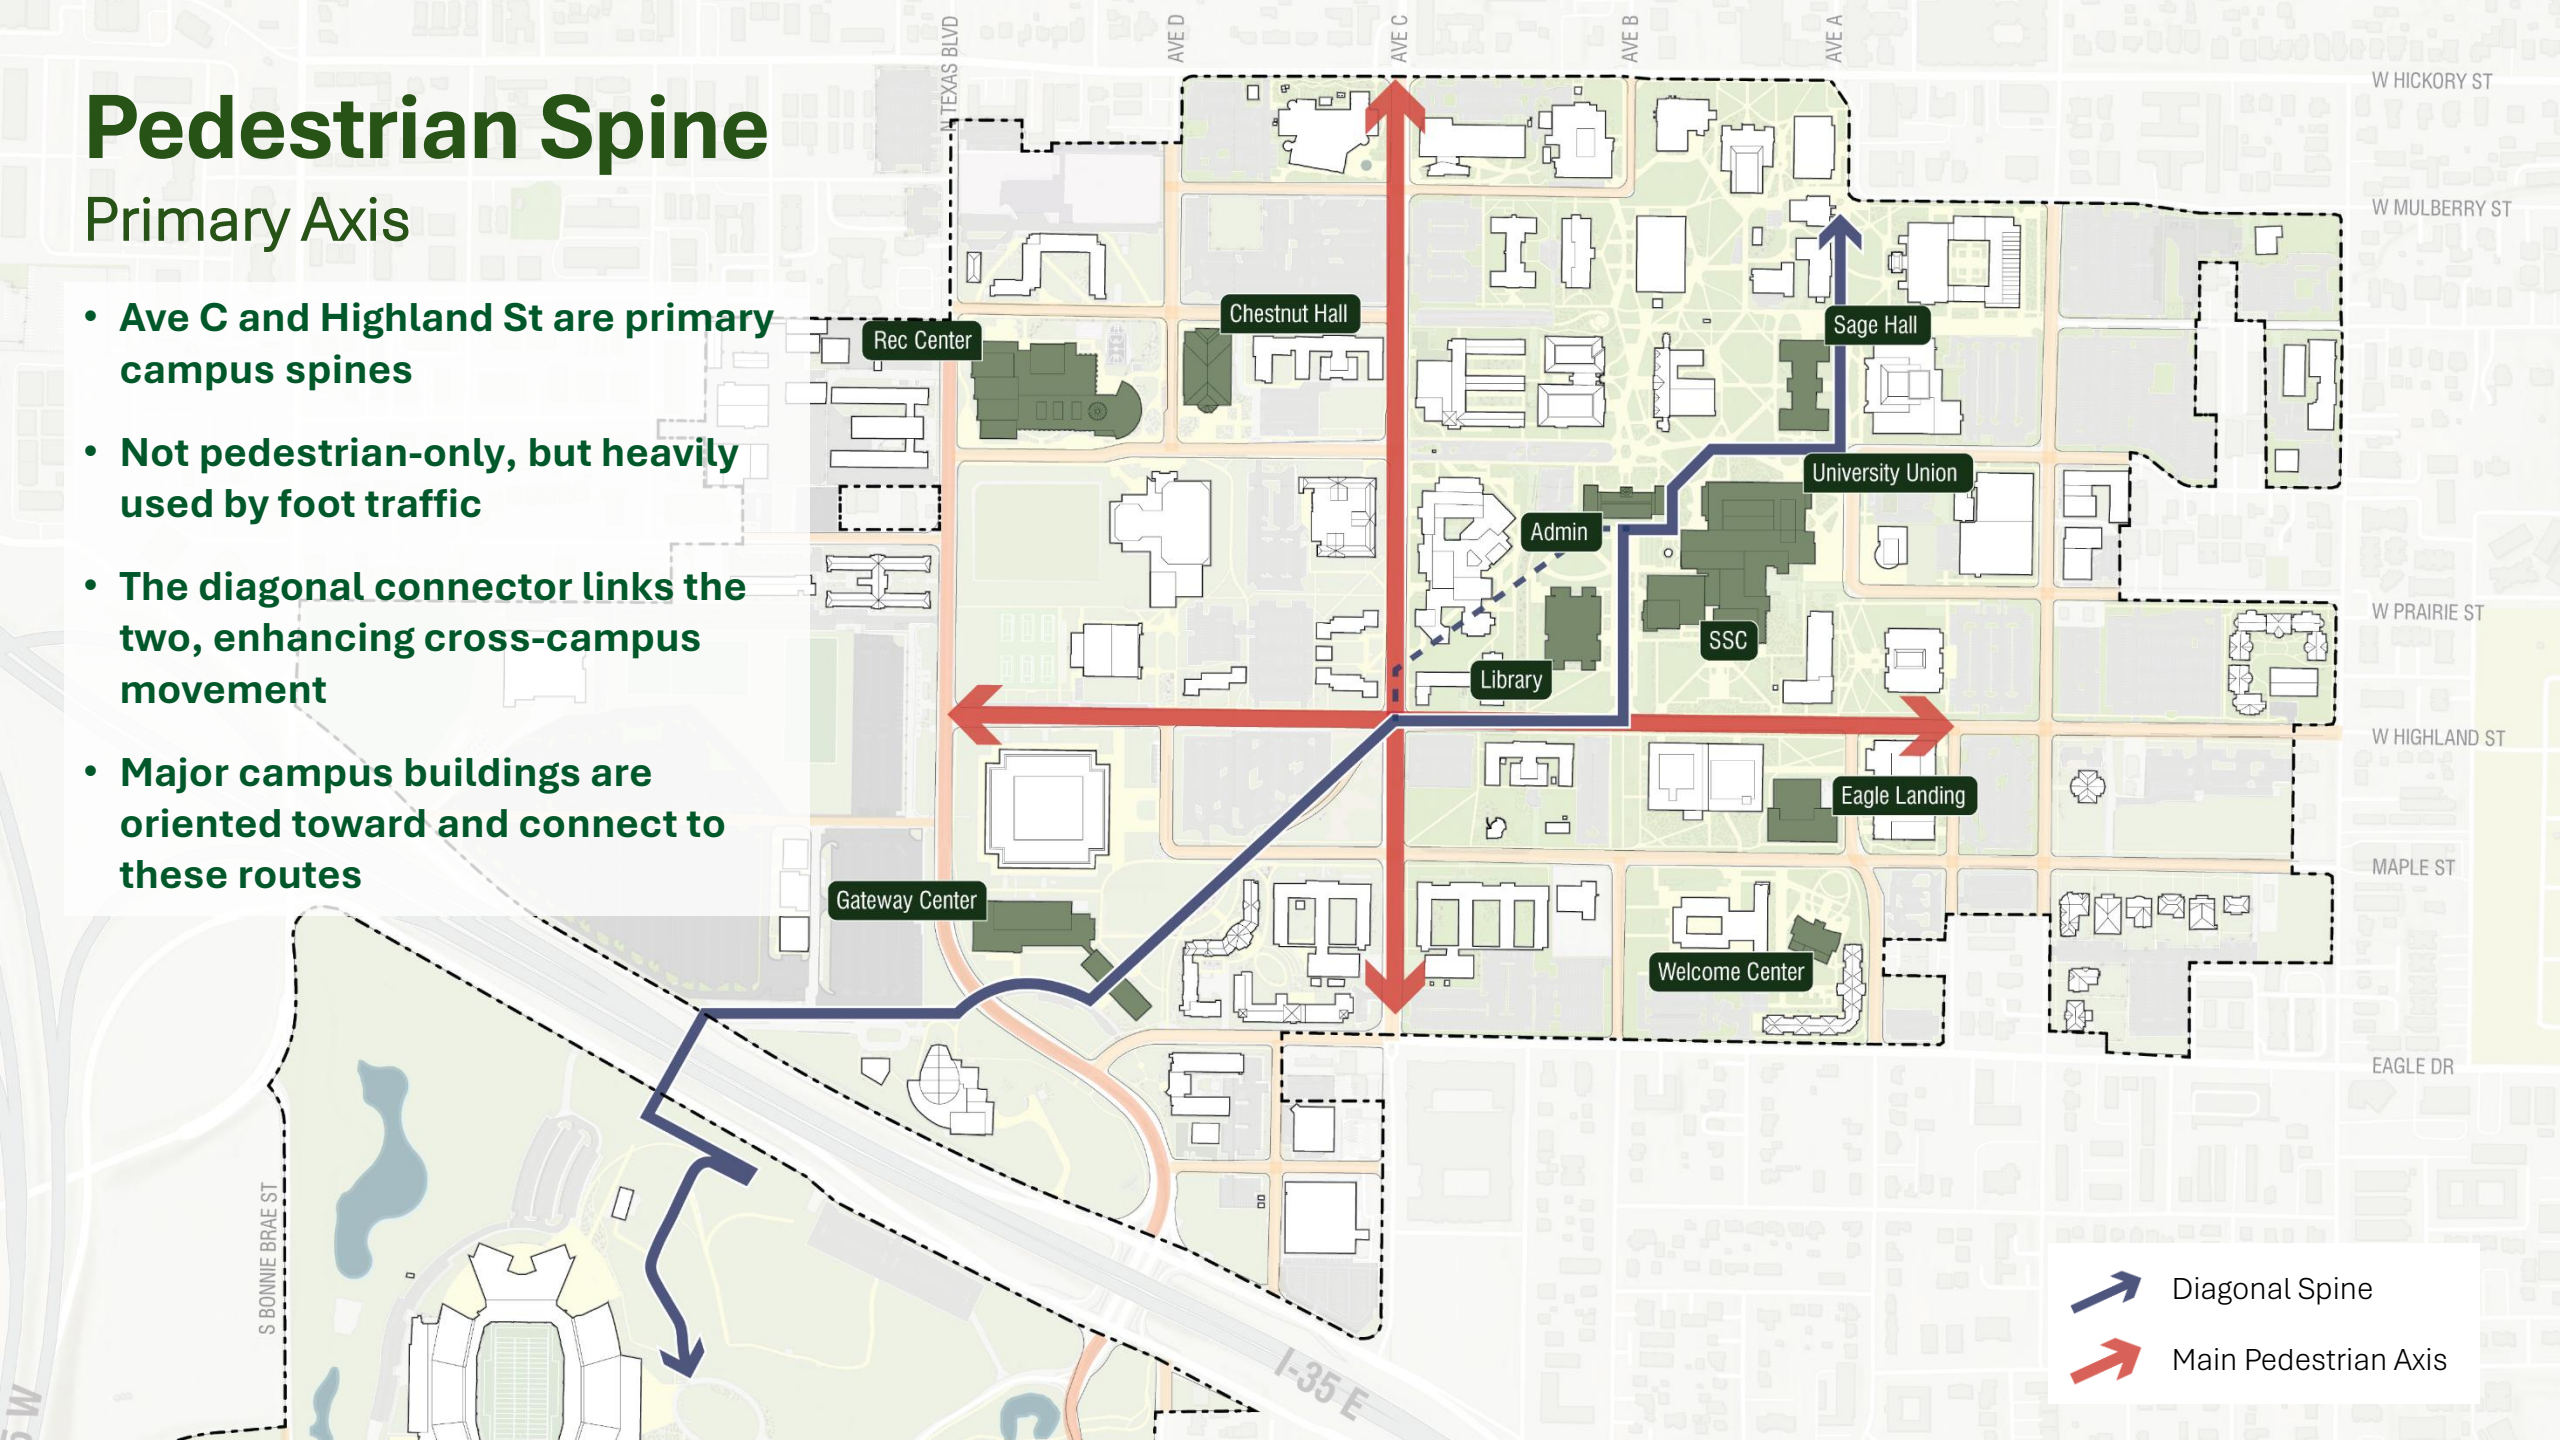 Pedestrian Spine
Primary Axis
• Ave C and Highland St are primary
campus spines
• Not pedestrian-only, but heavily
used by foot traffic
• The diagonal connector links the
two, enhancing cross-campus
movement
• Major campus buildings are
oriented toward and connect to
these routes
N TEXAS BLVD
AVE D
AVE C
AVE B
AVE A
W HICKORY ST
W MULBERRY ST
Chestnut Hall
Rec Center
Sage Hall
University Union
Admin
SSC
Library
W PRAIRIE ST
W HIGHLAND ST
Eagle Landing
MAPLE ST
Gateway Center
Welcome Center
EAGLE DR
S BONNIE BRAE ST
I-35 E
5 W
Diagonal Spine
Main Pedestrian Axis